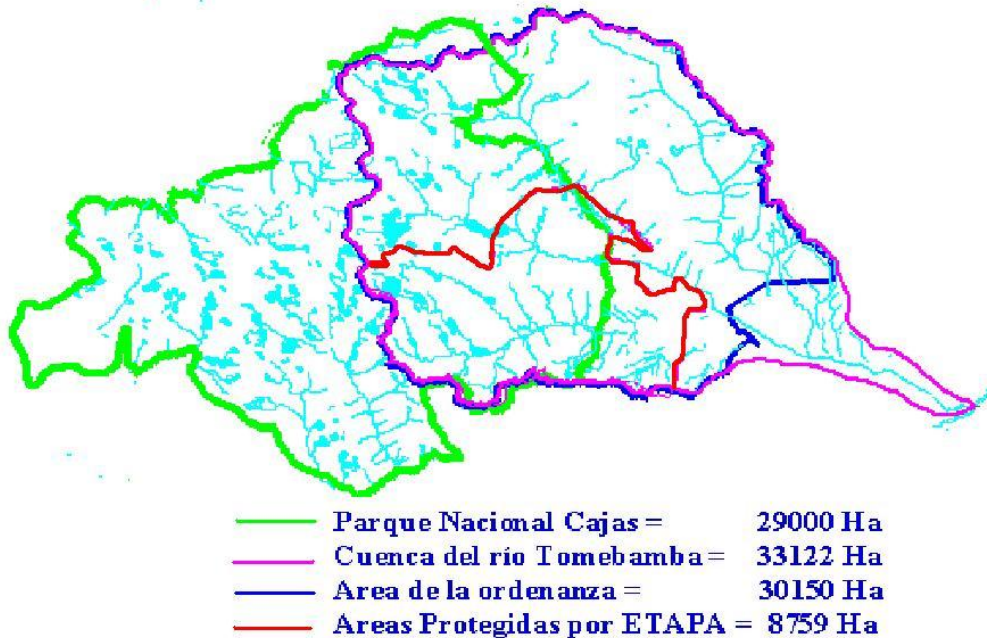 Parque Nacional Cajas = 29000 Ha
Cuenca del río Tomebamba = 33122 Ha
Area de la ordenanza = 30150 Ha
Areas Protegidas por ETAPA = 8759 Ha